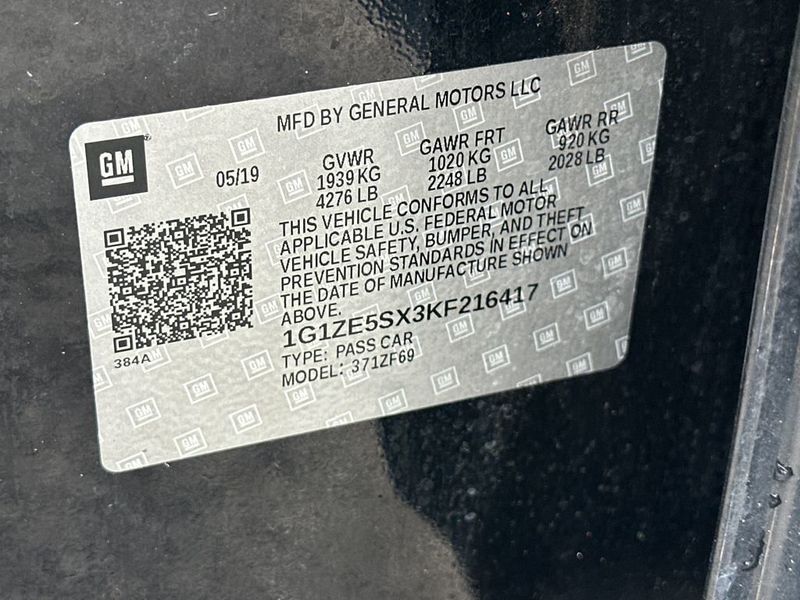 MFD BY GENERAL MOTORS LLC
GM
05/19
GVWR
1939 KG
4276 LB
GAWR FRT
1020 KG
2248 LB
GAWR RR
920 KG
2028 LB
THIS VEHICLE CONFORMS TO ALL
APPLICABLE U.S. FEDERAL MOTOR
VEHICLE SAFETY, BUMPER, AND THEFT
PREVENTION STANDARDS IN EFFECT ON
THE DATE OF MANUFACTURE SHOWN
ABOVE.
1G1ZE5SX3KF216417
TYPE: PASS CAR
MODEL: 371ZF69
384A